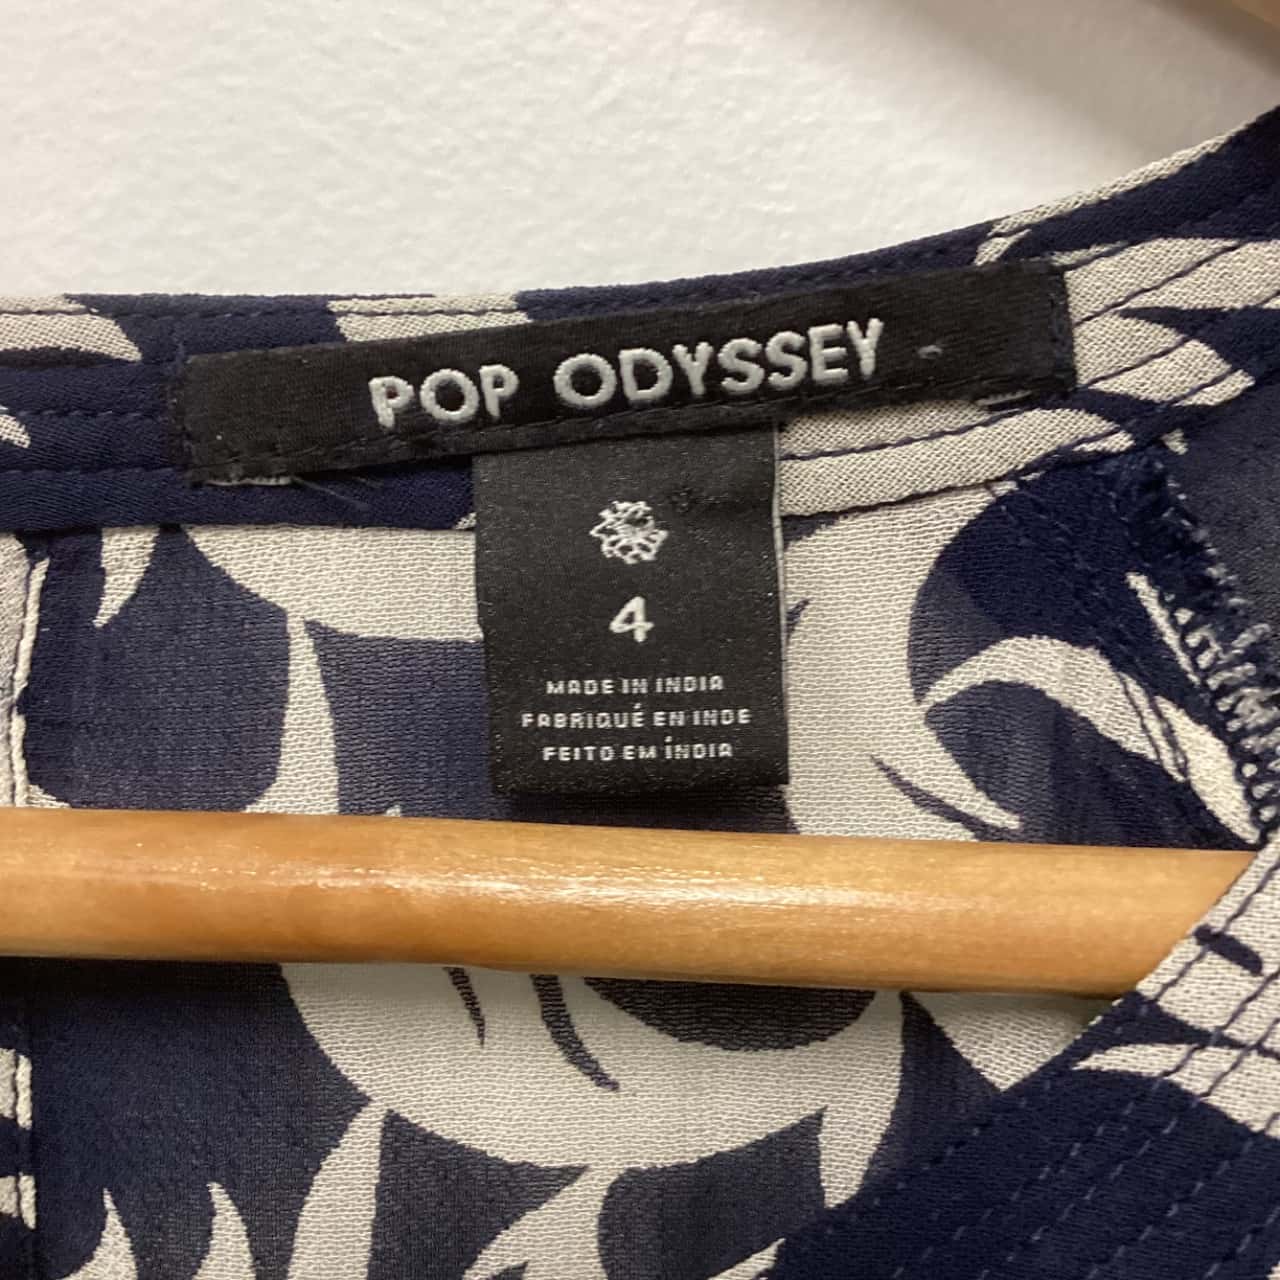 POP ODYSSEY
4
MADE IN INDIA
FABRIQUÉ EN INDE
FEITO EM ÍNDIA